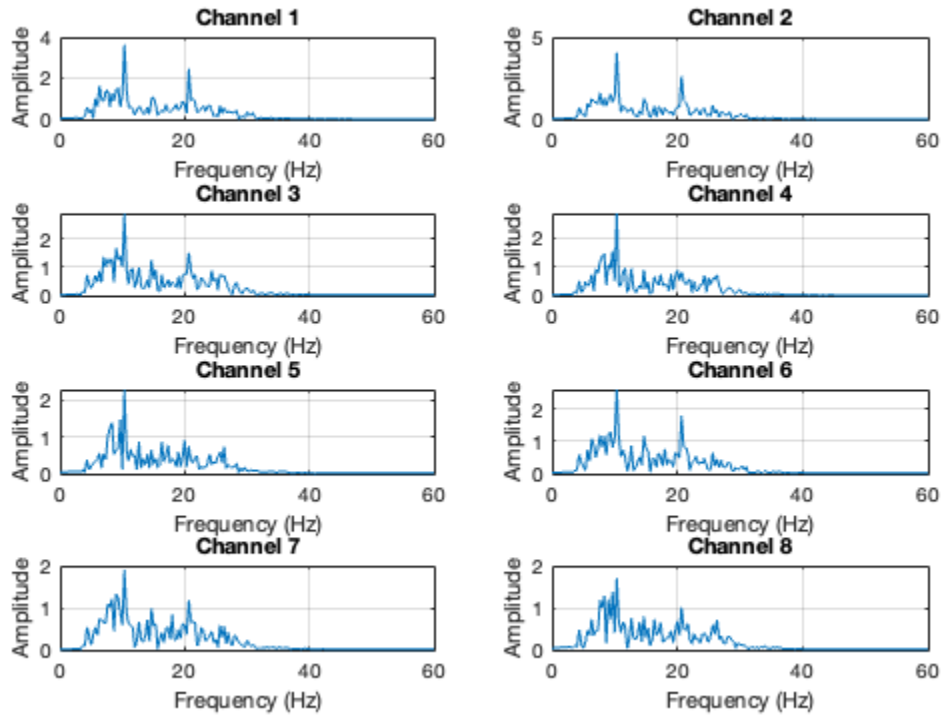 Channel 1
Amplitude
4
2
0
0 20 40 60
Frequency (Hz)
Channel 2
Amplitude
5
0
0 20 40 60
Frequency (Hz)
Channel 3
Amplitude
2
1
0
0 20 40 60
Frequency (Hz)
Channel 4
Amplitude
2
1
0
0 20 40 60
Frequency (Hz)
Channel 5
Amplitude
2
1
0
0 20 40 60
Frequency (Hz)
Channel 6
Amplitude
2
1
0
0 20 40 60
Frequency (Hz)
Channel 7
Amplitude
2
1
0
0 20 40 60
Frequency (Hz)
Channel 8
Amplitude
2
1
0
0 20 40 60
Frequency (Hz)